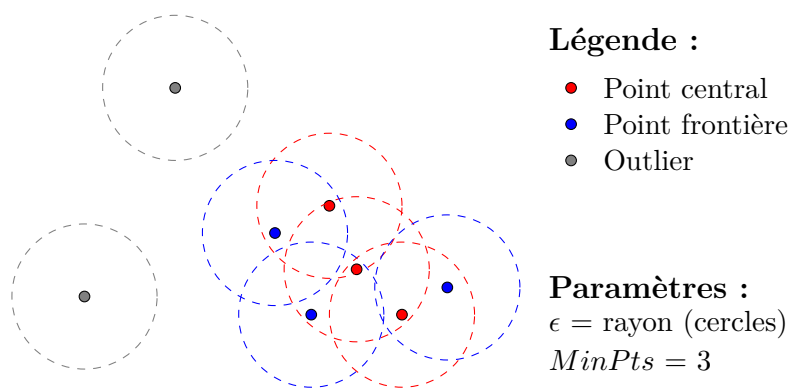 Légende :
Point central
Point frontière
Outlier
Paramètres :
ϵ = rayon (cercles)
MinPts = 3